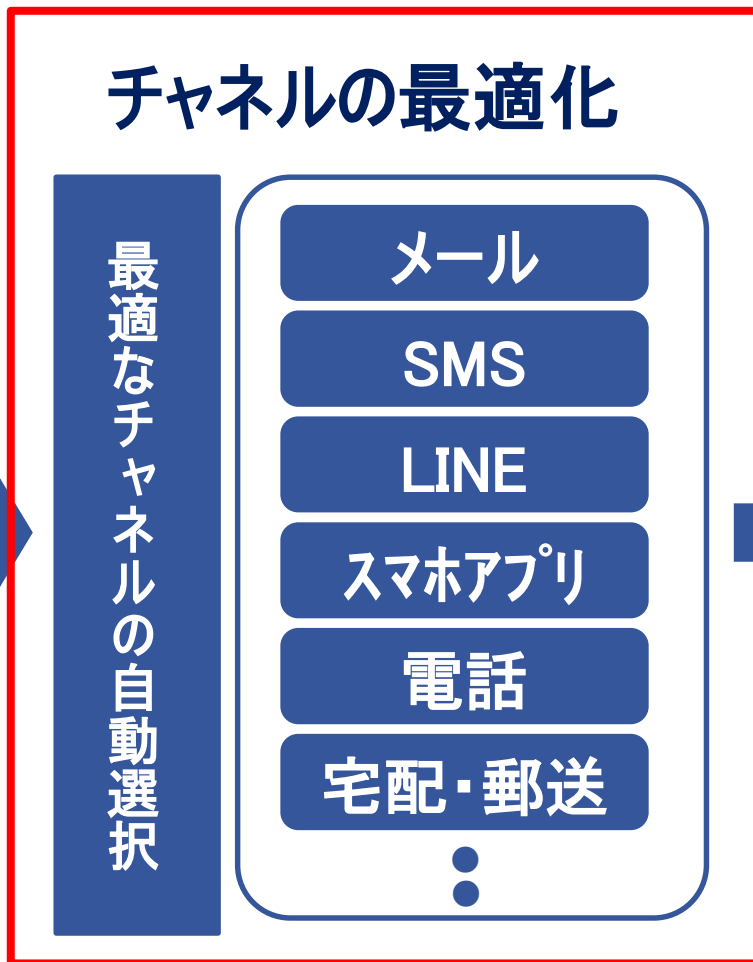 チャネルの最適化
最適なチャネルの自動選択
メール
SMS
LINE
スマホアプリ
電話
宅配・郵送